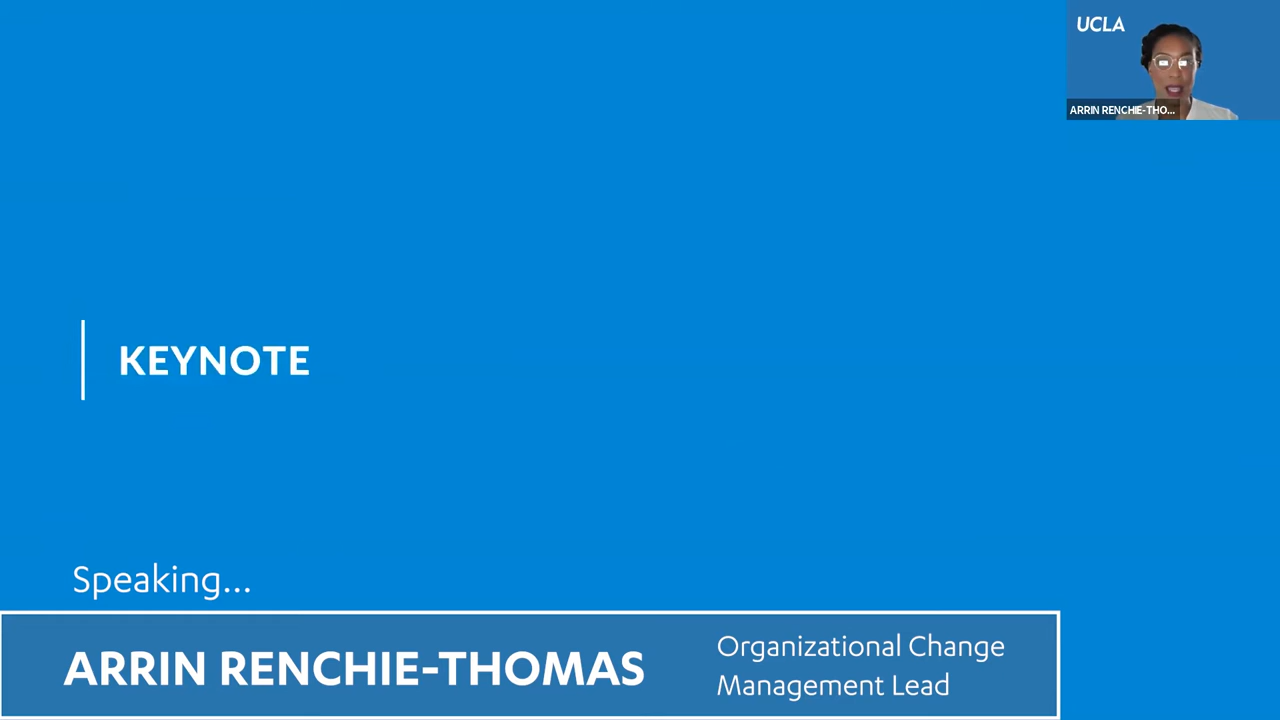 UCLA
ARRIN RENCHIE-THO...
KEYNOTE
Speaking...
ARRIN RENCHIE-THOMAS
Organizational Change
Management Lead